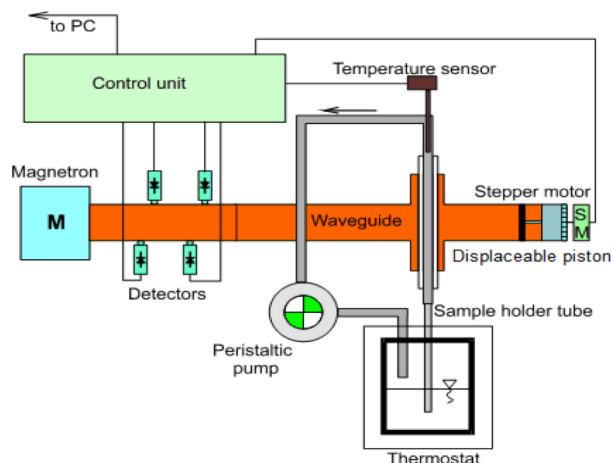 to PC
Control unit
Temperature sensor
Magnetron
M
Waveguide
Stepper motor
S
M
Displaceable piston
Detectors
Sample holder tube
Peristaltic
pump
Thermostat